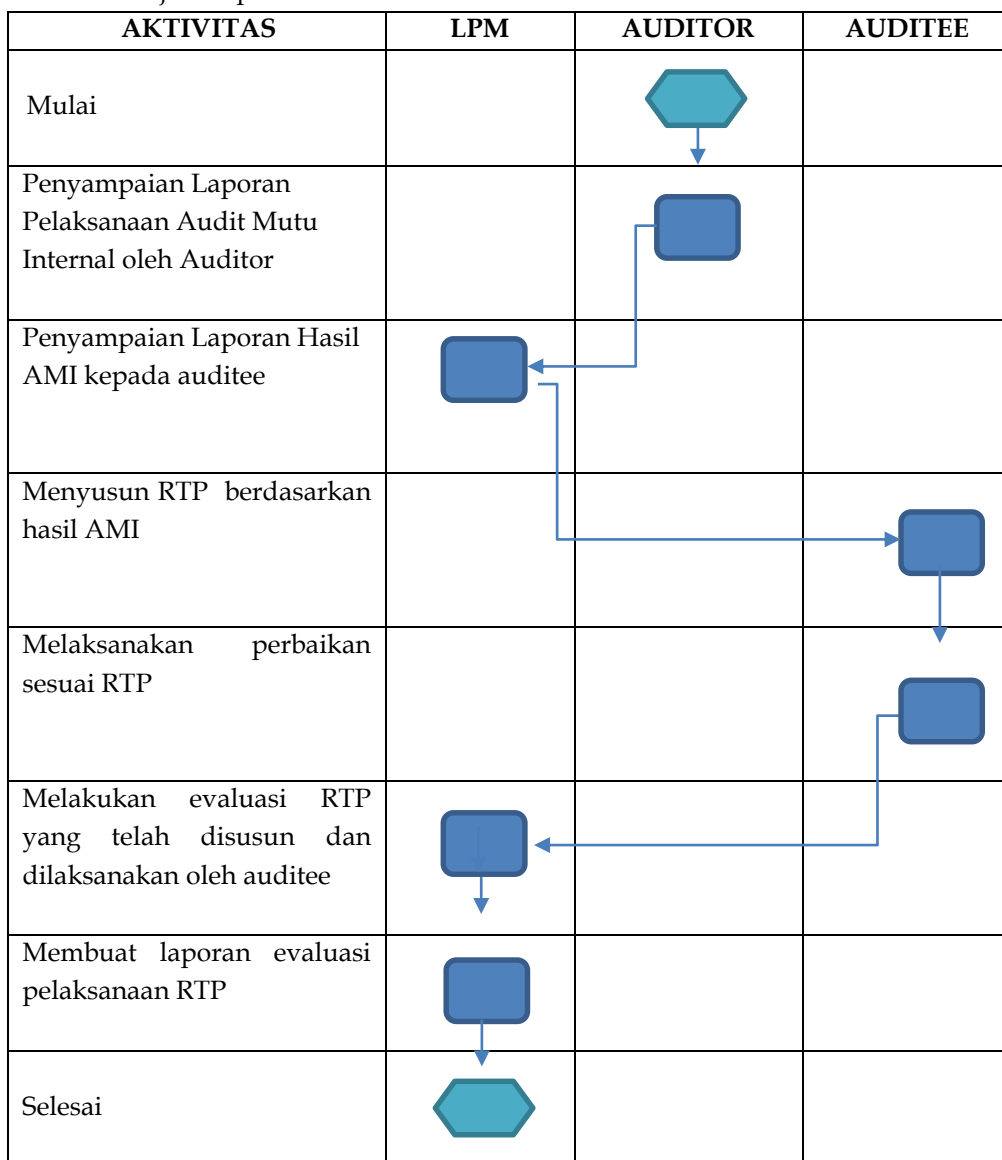 AKTIVITAS LPM AUDITOR AUDITEE
Mulai
Penyampaian Laporan
Pelaksanaan Audit Mutu
Internal oleh Auditor
Penyampaian Laporan Hasil
AMI kepada auditee
Menyusun RTP berdasarkan
hasil AMI
Melaksanakan perbaikan
sesuai RTP
Melakukan evaluasi RTP
yang telah disusun dan
dilaksanakan oleh auditee
Membuat laporan evaluasi
pelaksanaan RTP
Selesai